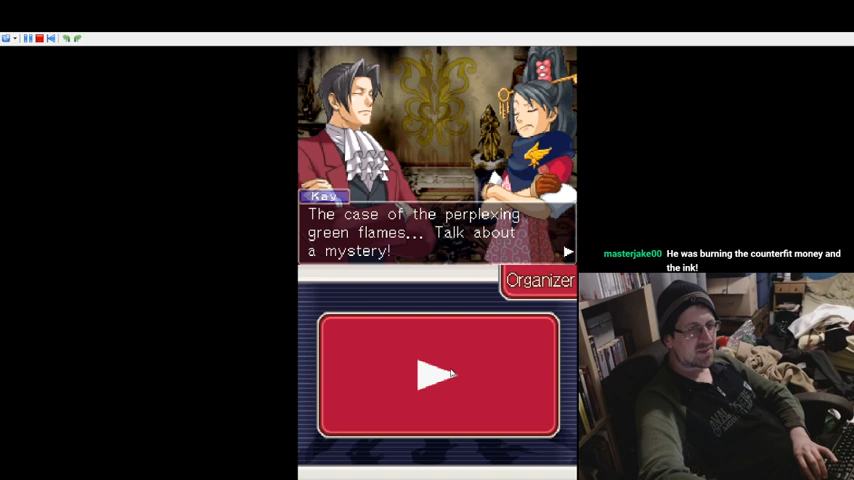 Kay
The case of the perplexing
green flames... Talk about
a mystery!
Organizer
masterjake00 He was burning the counterfit money and
the ink!